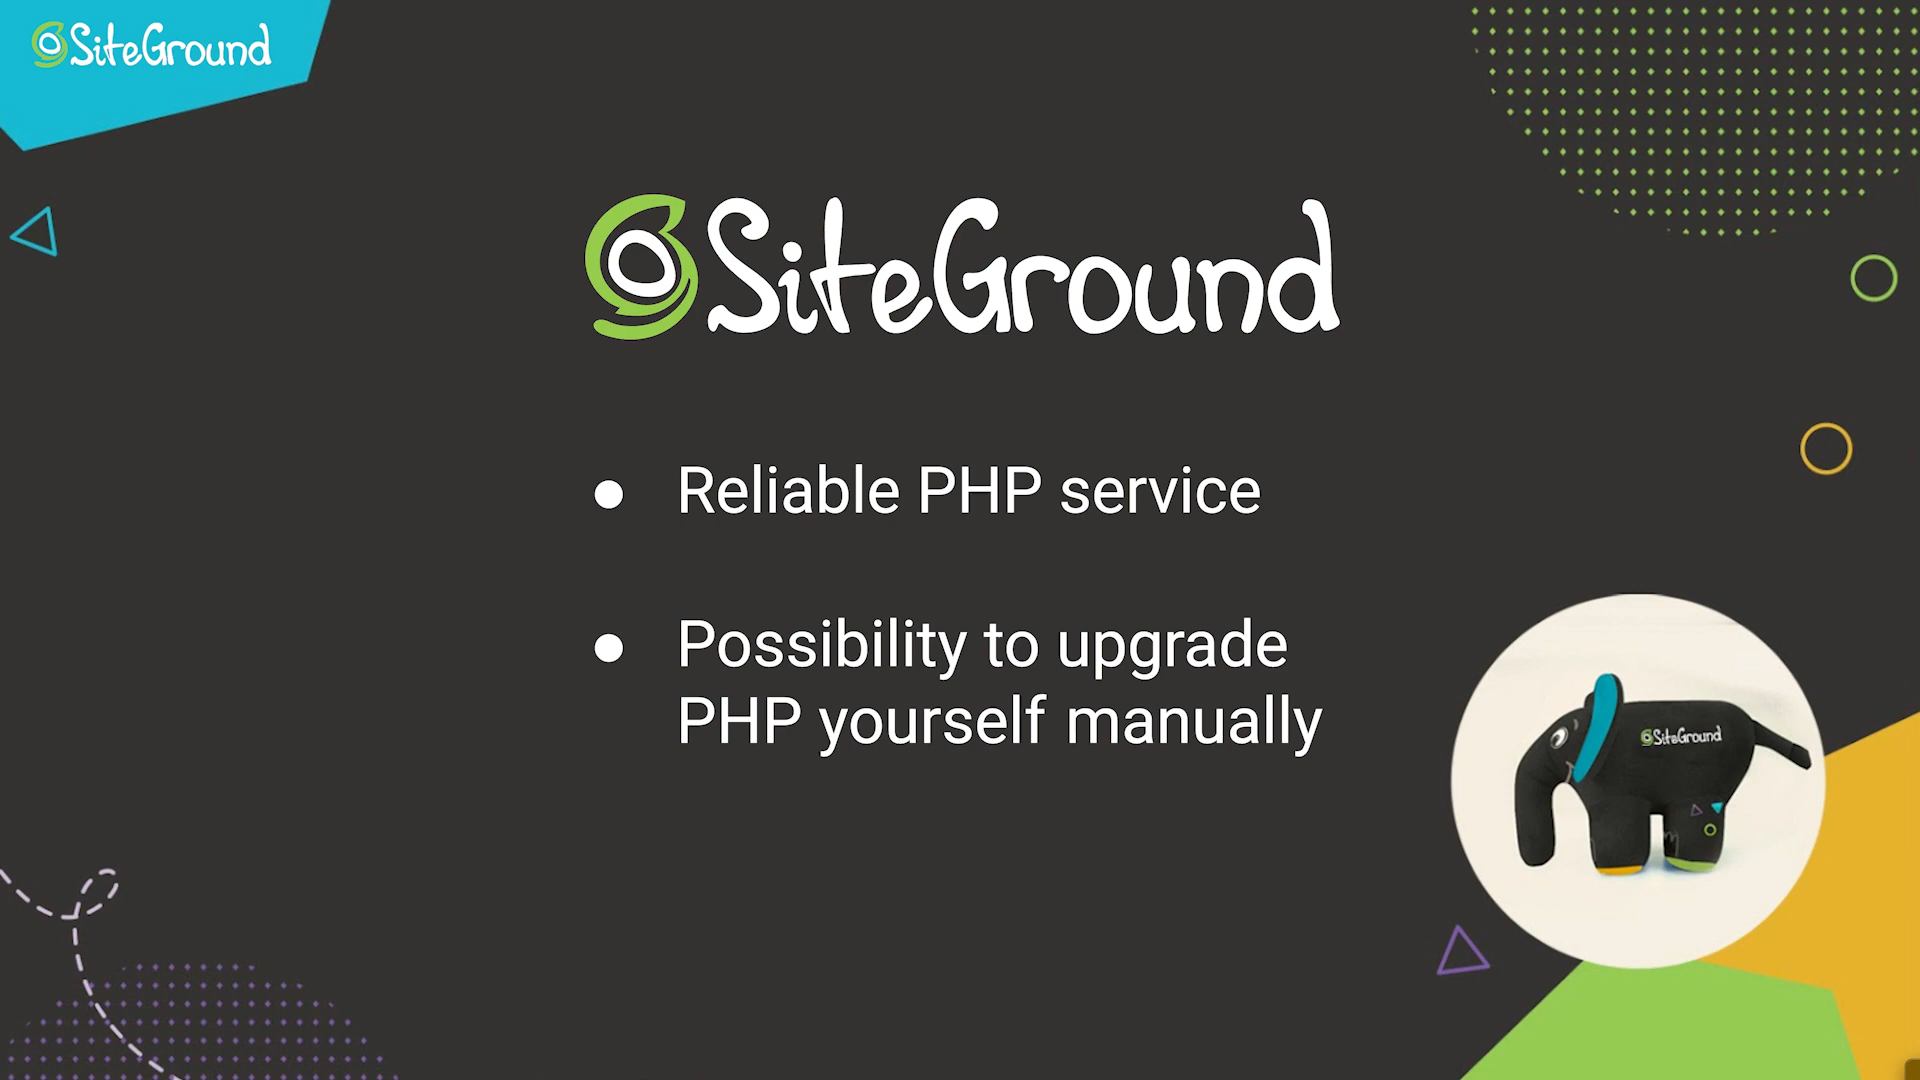 SiteGround
SiteGround
● Reliable PHP service
● Possibility to upgrade
PHP yourself manually
SiteGround